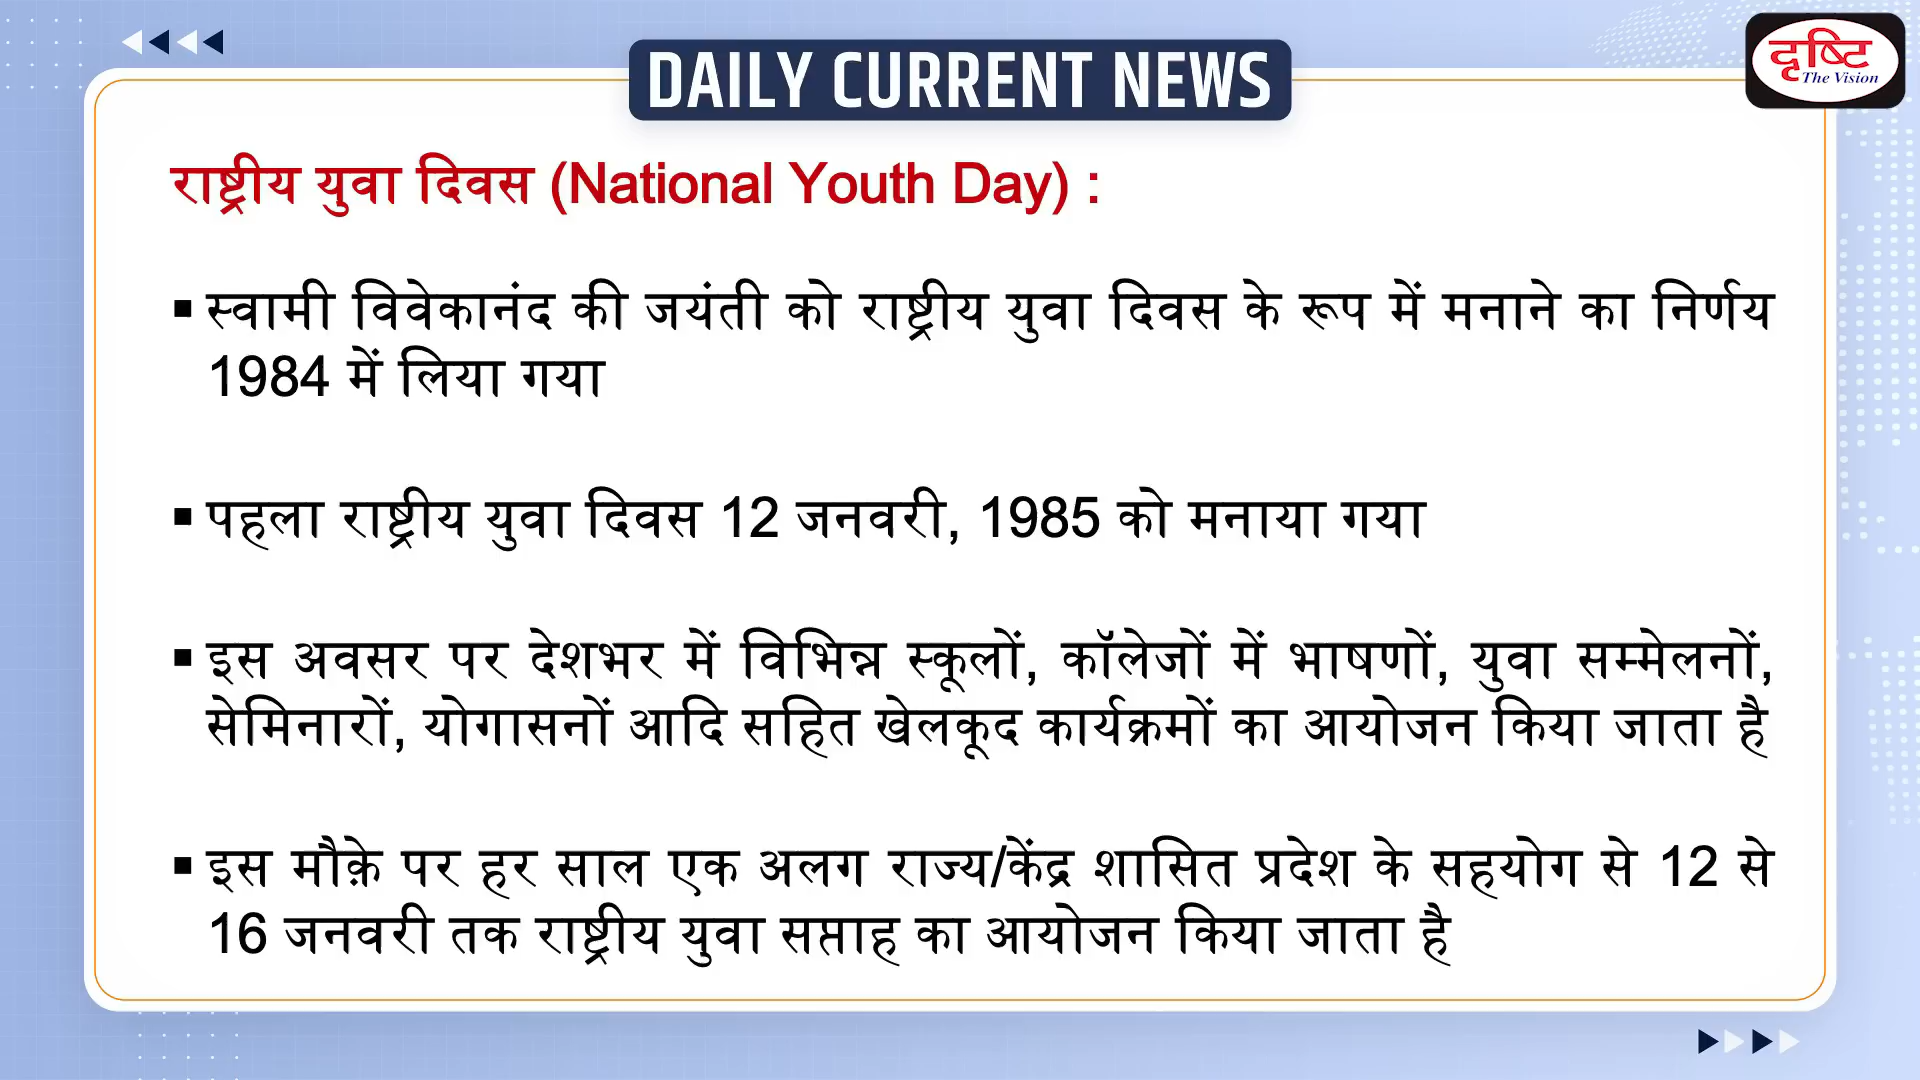 DAILY CURRENT NEWS
दृष्टि
The Vision
राष्ट्रीय युवा दिवस (National Youth Day) :
▪ स्वामी विवेकानंद की जयंती को राष्ट्रीय युवा दिवस के रूप में मनाने का निर्णय
1984 में लिया गया
▪ पहला राष्ट्रीय युवा दिवस 12 जनवरी, 1985 को मनाया गया
▪ इस अवसर पर देशभर में विभिन्न स्कूलों, कॉलेजों में भाषणों, युवा सम्मेलनों,
सेमिनारों, योगासनों आदि सहित खेलकूद कार्यक्रमों का आयोजन किया जाता है
▪ इस मौक़े पर हर साल एक अलग राज्य/केंद्र शासित प्रदेश के सहयोग से 12 से
16 जनवरी तक राष्ट्रीय युवा सप्ताह का आयोजन किया जाता है